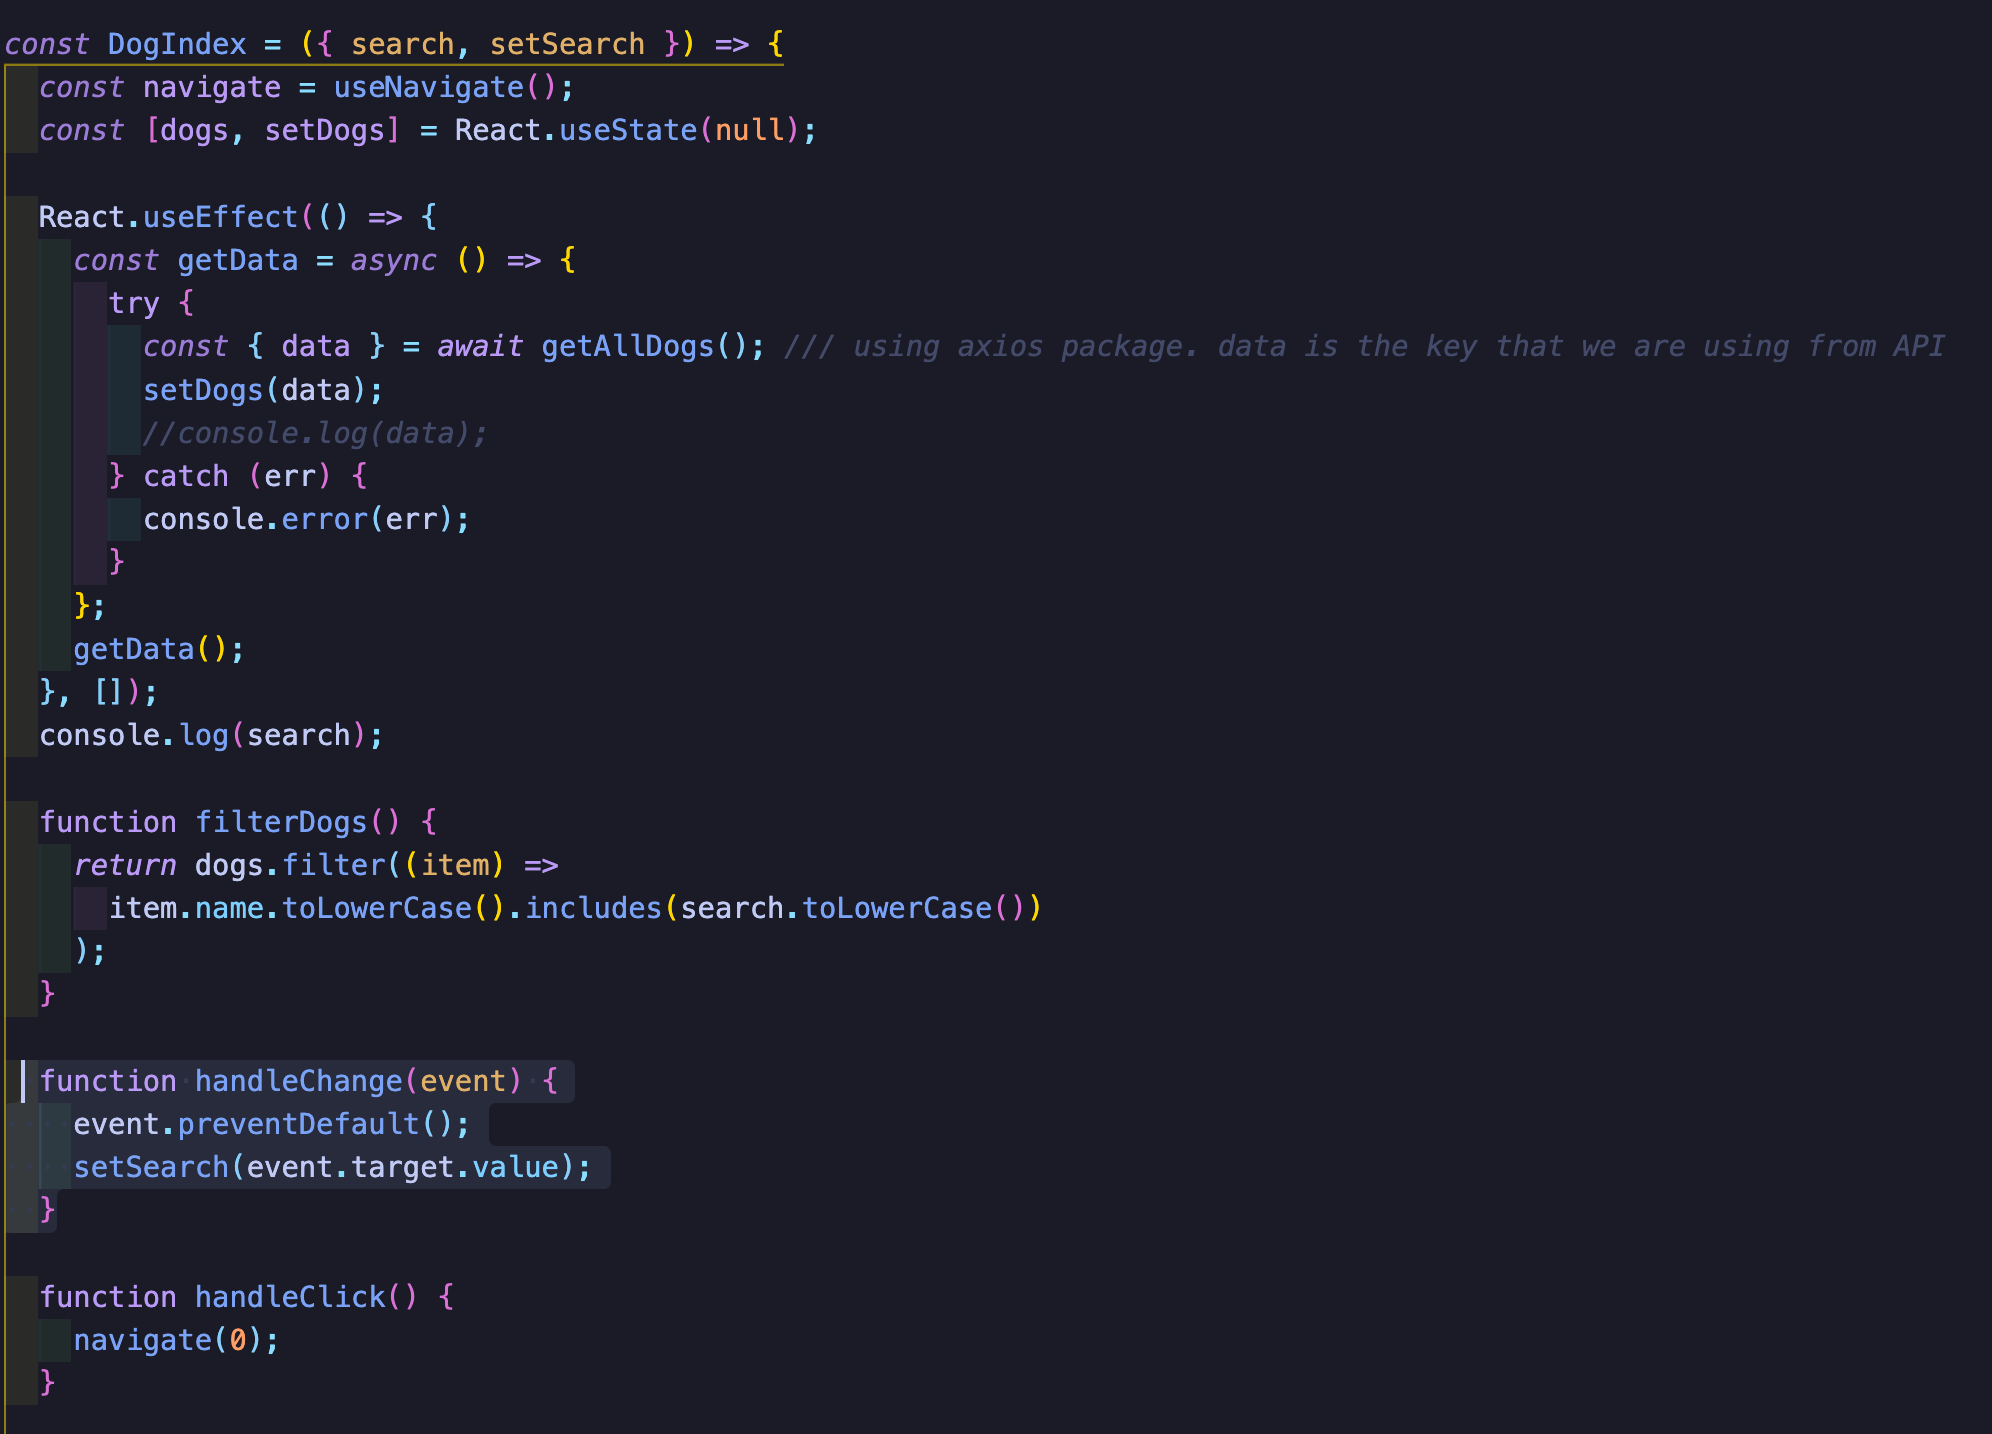 const DogIndex = ({ search, setSearch }) => {
  const navigate = useNavigate();
  const [dogs, setDogs] = React.useState(null);

  React.useEffect(() => {
    const getData = async () => {
      try {
        const { data } = await getAllDogs(); /// using axios package. data is the key that we are using from API
        setDogs(data);
        //console.log(data);
      } catch (err) {
        console.error(err);
      }
    };
    getData();
  }, []);
  console.log(search);

  function filterDogs() {
    return dogs.filter((item) =>
      item.name.toLowerCase().includes(search.toLowerCase())
    );
  }

  function handleChange(event) {
    event.preventDefault();
    setSearch(event.target.value);
  }

  function handleClick() {
    navigate(0);
  }